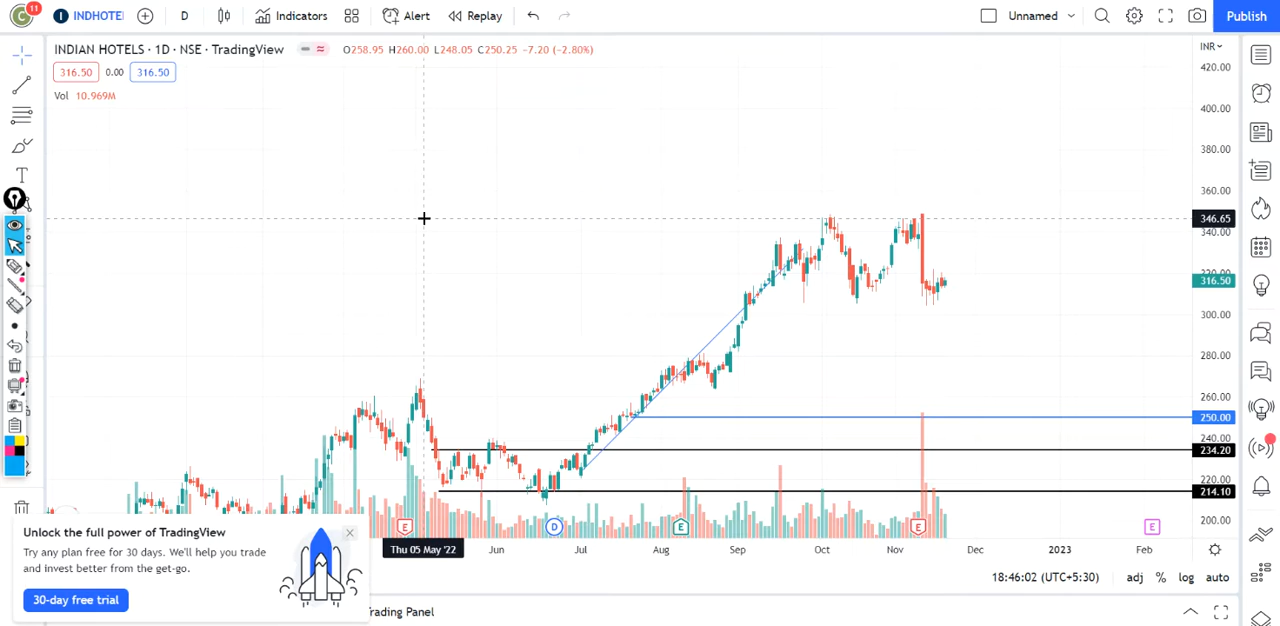 C 11 INDHOTE D Indicators Alert Replay Unnamed Publish
INDIAN HOTELS · 1D · NSE · TradingView O258.95 H260.00 L248.05 C250.25 -7.20 (-2.80%) INR
316.50 0.00 316.50
Vol 10.969M
420.00
400.00
380.00
360.00
346.65
340.00
316.50
300.00
280.00
260.00
250.00
240.00
234.20
220.00
214.10
200.00
E D E E E
Thu 05 May '22 Jun Jul Aug Sep Oct Nov Dec 2023 Feb
Unlock the full power of TradingView
Try any plan free for 30 days. We'll help you trade
and invest better from the get-go.
30-day free trial
18:46:02 (UTC+5:30) adj % log auto
rading Panel